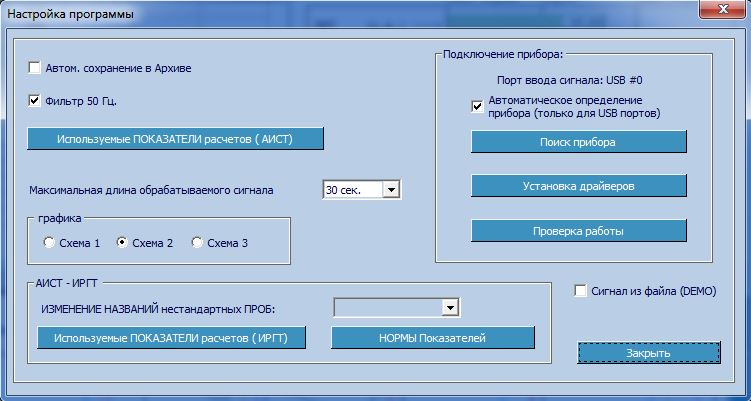 Настройка программы
Автом. сохранение в Архиве
Фильтр 50 Гц.
Используемые ПОКАЗАТЕЛИ расчетов ( АИСТ)
Максимальная длина обрабатываемого сигнала
30 сек.
графика
Схема 1
Схема 2
Схема 3
Подключение прибора:
Порт ввода сигнала: USB #0
Автоматическое определение
прибора (только для USB портов)
Поиск прибора
Установка драйверов
Проверка работы
АИСТ - ИРГТ
ИЗМЕНЕНИЕ НАЗВАНИЙ нестандартных ПРОБ:
Используемые ПОКАЗАТЕЛИ расчетов ( ИРГТ)
НОРМЫ Показателей
Сигнал из файла (DEMO)
Закрыть